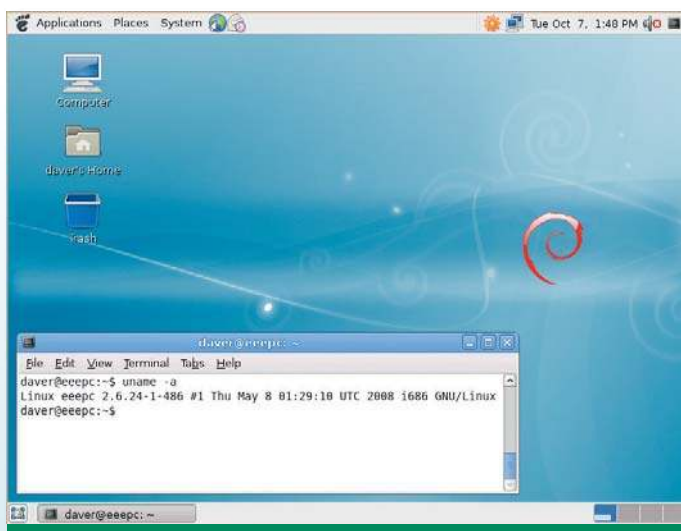 Applications Places System Tue Oct 7, 1:48 PM
Computer
daver's Home
Trash
daver@eeepc: ~
File Edit View Terminal Tabs Help
daver@eeepc:~$ uname -a
Linux eeepc 2.6.24-1-486 #1 Thu May 8 01:29:10 UTC 2008 i686 GNU/Linux
daver@eeepc:~$
daver@eeepc: ~